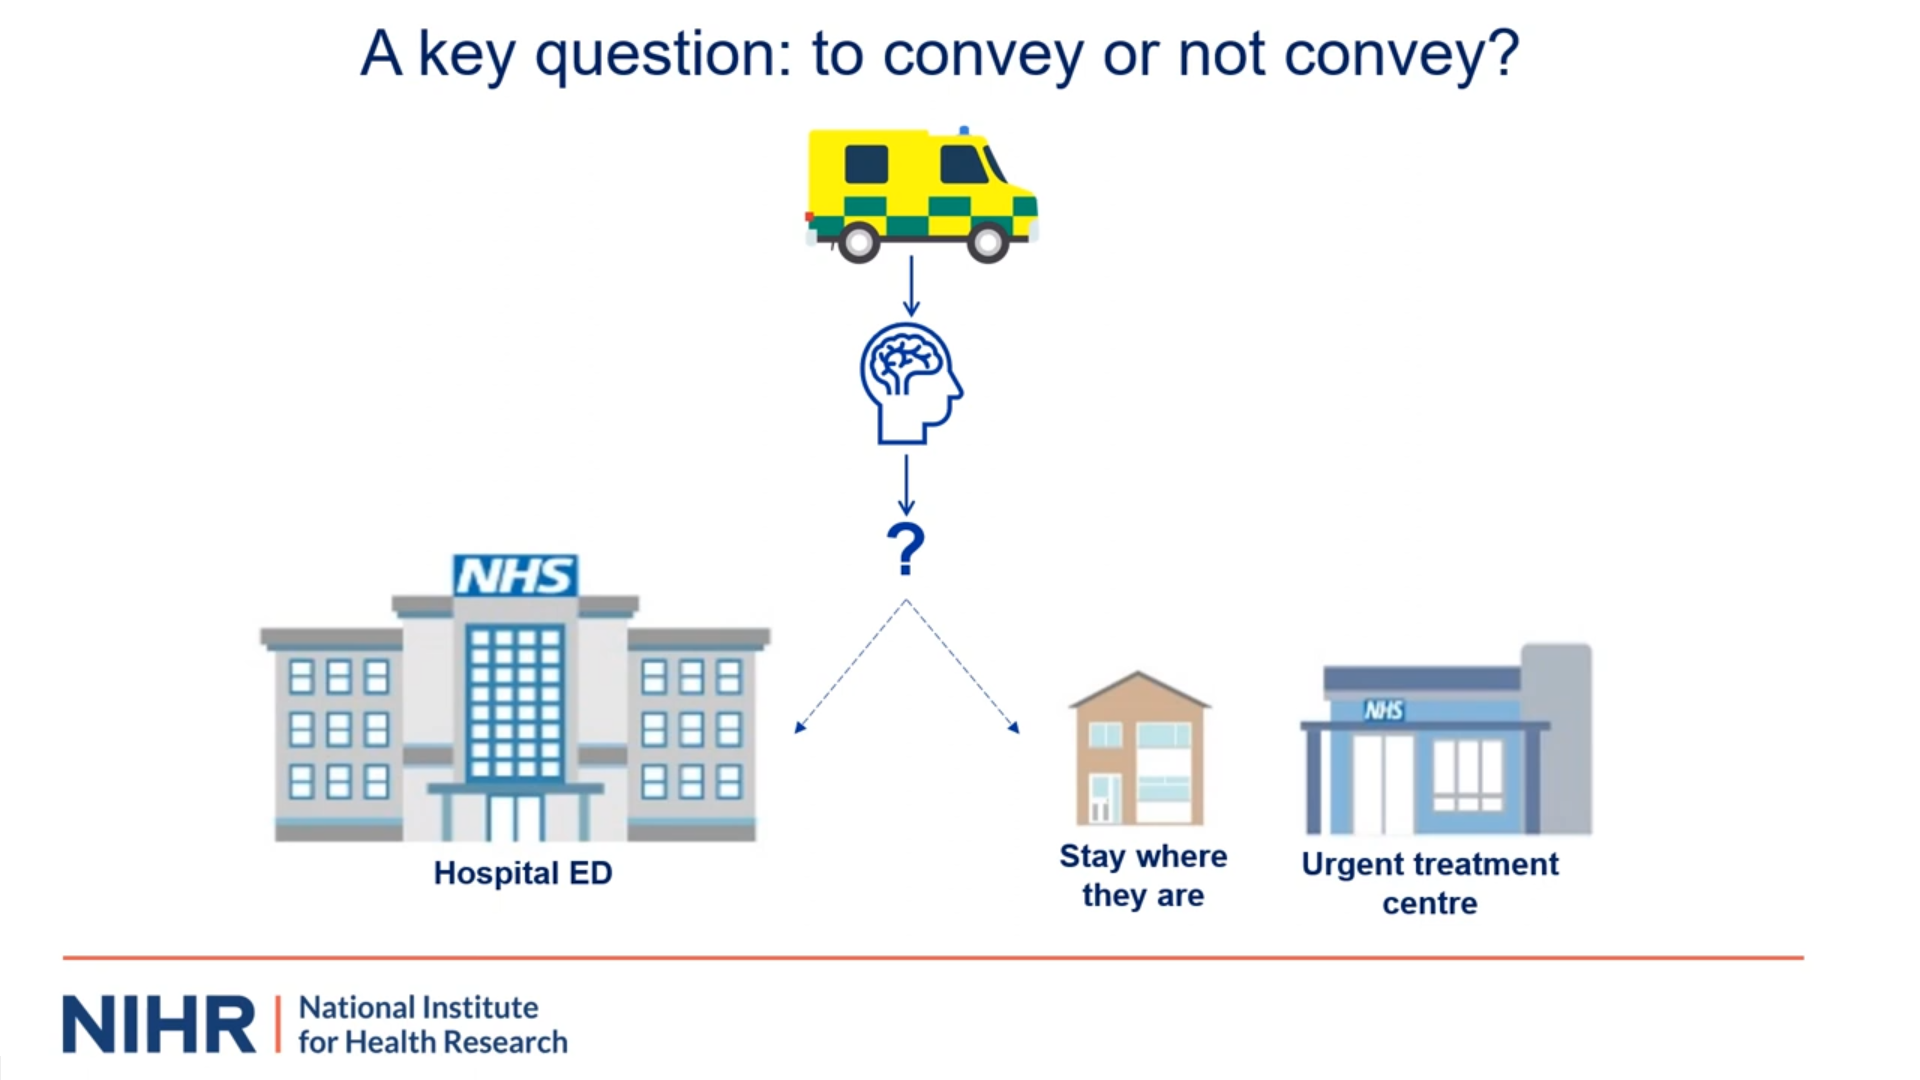 A key question: to convey or not convey?
?
NHS
NHS
Hospital ED
Stay where
they are
Urgent treatment
centre
NIHR
National Institute
for Health Research